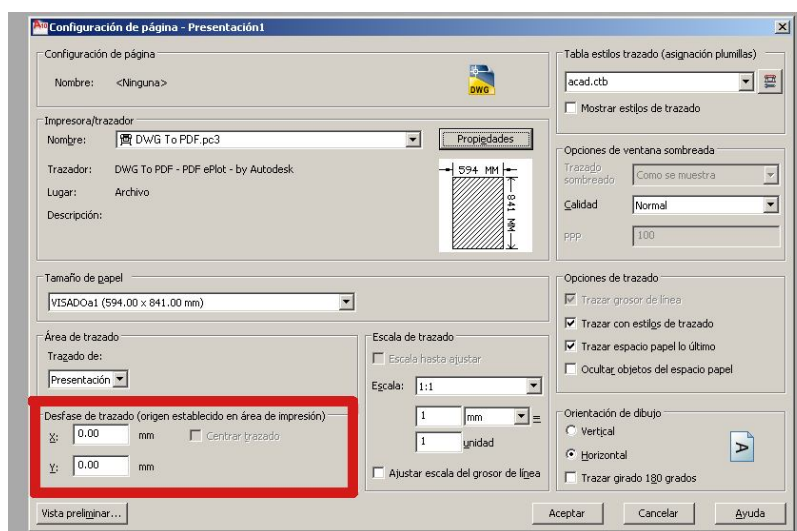 Configuración de página - Presentación1
Configuración de página
Nombre: <Ninguna>
DWG
Tabla estilos trazado (asignación plumillas)
acad.ctb
Mostrar estilos de trazado
Impresora/trazador
Nombre: DWG To PDF.pc3
Propiedades
Trazador: DWG To PDF - PDF ePlot - by Autodesk
Lugar: Archivo
Descripción:
594 MM
841 MM
Opciones de ventana sombreada
Trazado sombreado Como se muestra
Calidad Normal
PPP 100
Tamaño de papel
VISADOa1 (594.00 x 841.00 mm)
Opciones de trazado
Trazar grosor de línea
Trazar con estilos de trazado
Trazar espacio papel lo último
Ocultar objetos del espacio papel
Área de trazado
Trazado de:
Presentación
Escala de trazado
Escala hasta ajustar
Escala: 1:1
1 mm =
1 unidad
Ajustar escala del grosor de línea
Desfase de trazado (origen establecido en área de impresión)
X: 0.00 mm Centrar trazado
Y: 0.00 mm
Orientación de dibujo
Vertical
Horizontal
A
Trazar girado 180 grados
Vista preliminar...
Aceptar Cancelar Ayuda